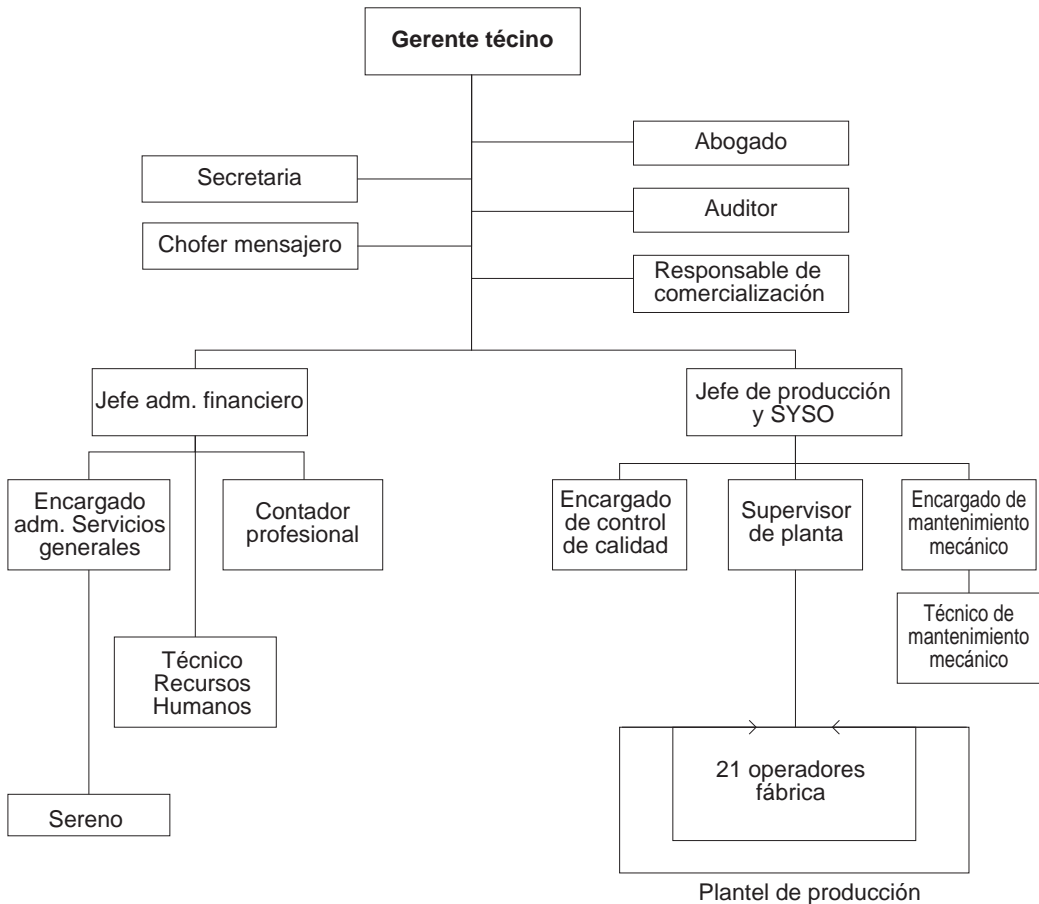 Gerente técino
Abogado
Secretaria
Auditor
Chofer mensajero
Responsable de
comercialización
Jefe adm. financiero
Jefe de producción
y SYSO
Encargado
adm. Servicios
generales
Contador
profesional
Encargado
de control
de calidad
Supervisor
de planta
Encargado de
mantenimiento
mecánico
Técnico de
mantenimiento
mecánico
Técnico
Recursos
Humanos
21 operadores
fábrica
Sereno
Plantel de producción